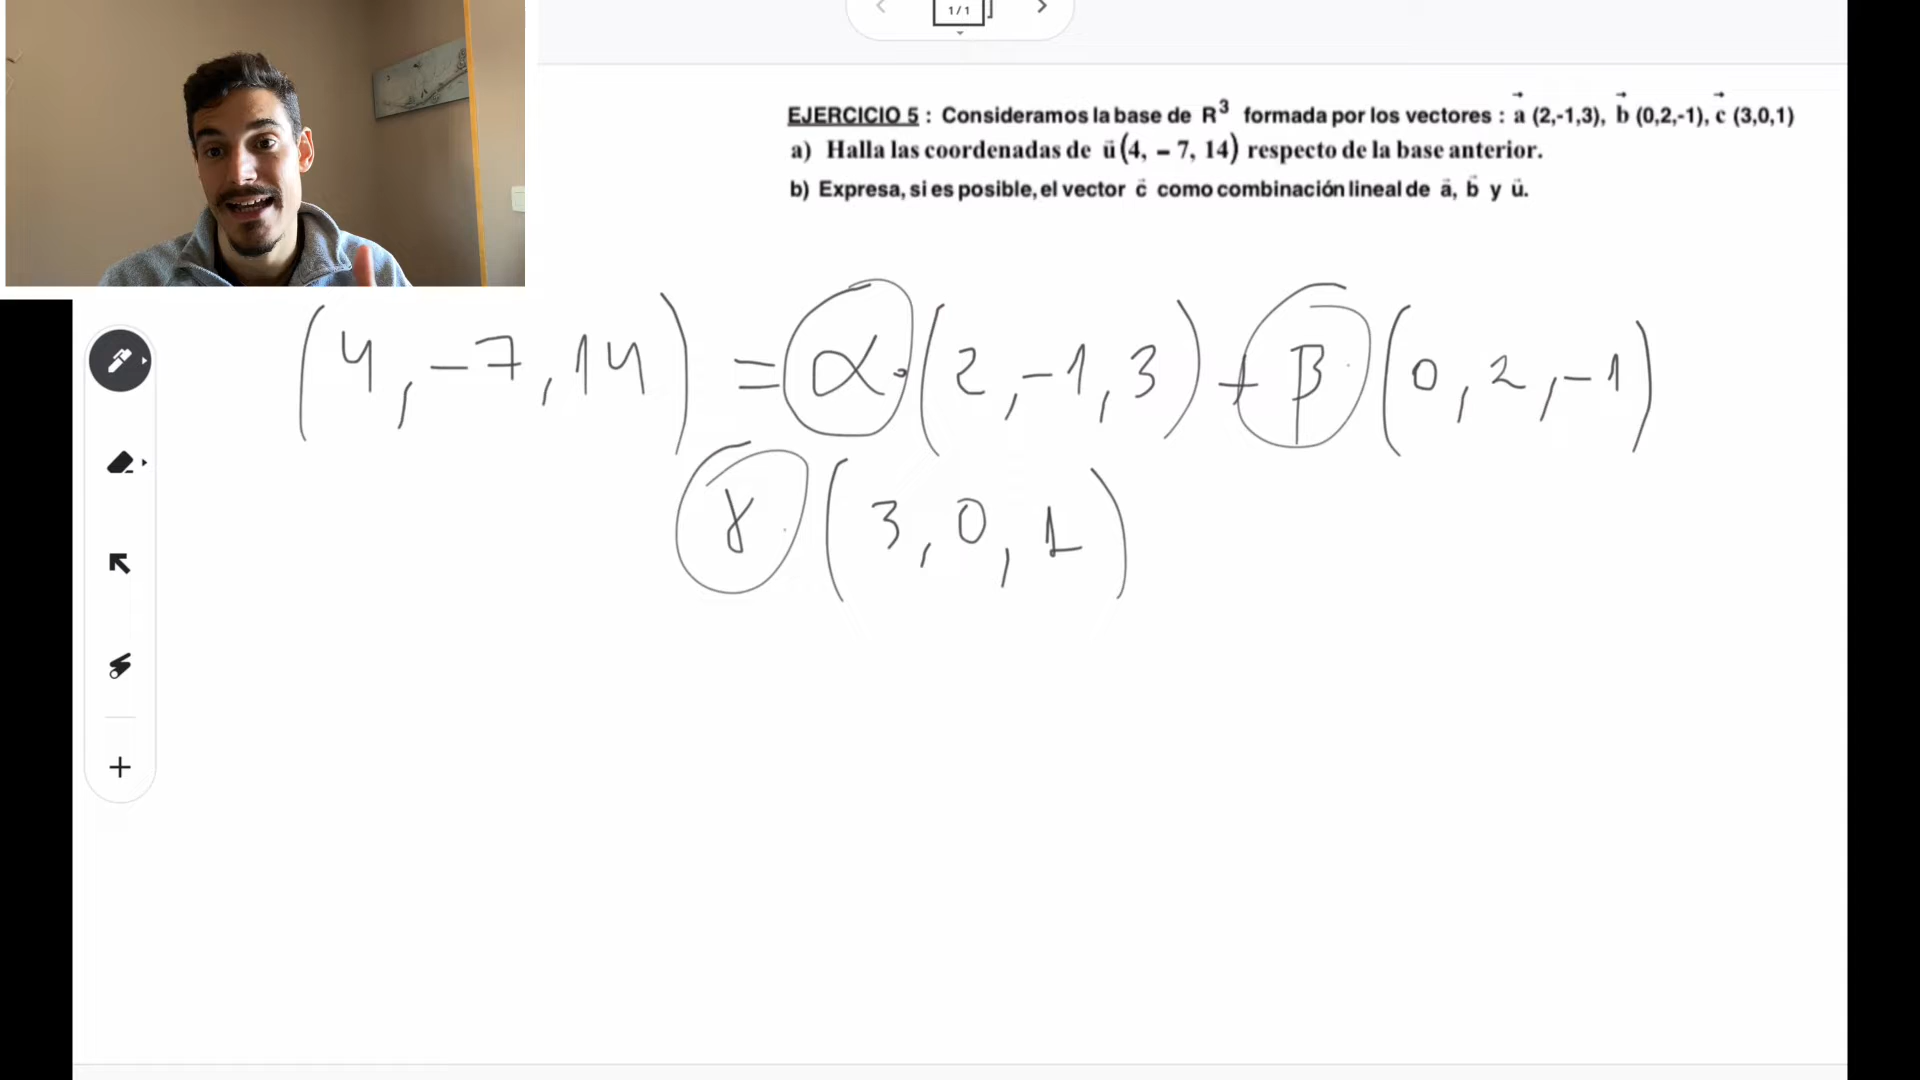 1/1
EJERCICIO 5 : Consideramos la base de R³ formada por los vectores : a⃗ (2,-1,3), b⃗ (0,2,-1), c⃗ (3,0,1)
a) Halla las coordenadas de u⃗ (4, – 7, 14) respecto de la base anterior.
b) Expresa, si es posible, el vector c⃗ como combinación lineal de a⃗, b⃗ y u⃗.
(4, -7, 14) = α·(2, -1, 3) + β·(0, 2, -1)
γ (3, 0, 1)